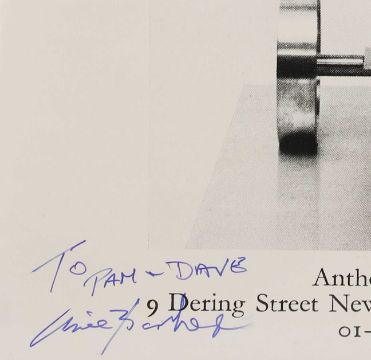 TO PAM + DAVE
Antho
9 Dering Street New
01-